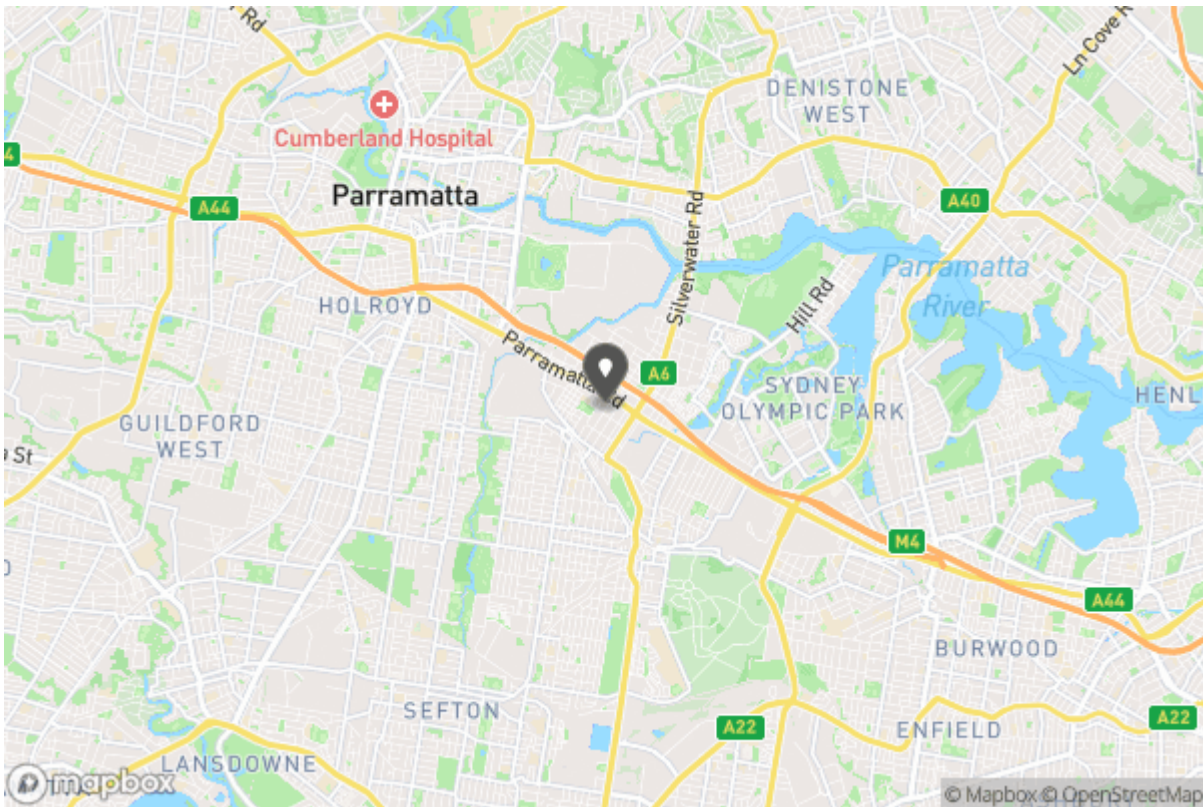 y Rd
Ln Cove R
DENISTONE
WEST
Cumberland Hospital
4
Parramatta
A44
Silverwater Rd
A40
Parramatta
River
Hill Rd
HOLROYD
Parramatta Rd
A6
SYDNEY
OLYMPIC PARK
HENL
GUILDFORD
WEST
a St
M4
A44
BURWOOD
SEFTON
A22
ENFIELD
A22
LANSDOWNE
mapbox
© Mapbox © OpenStreetMap